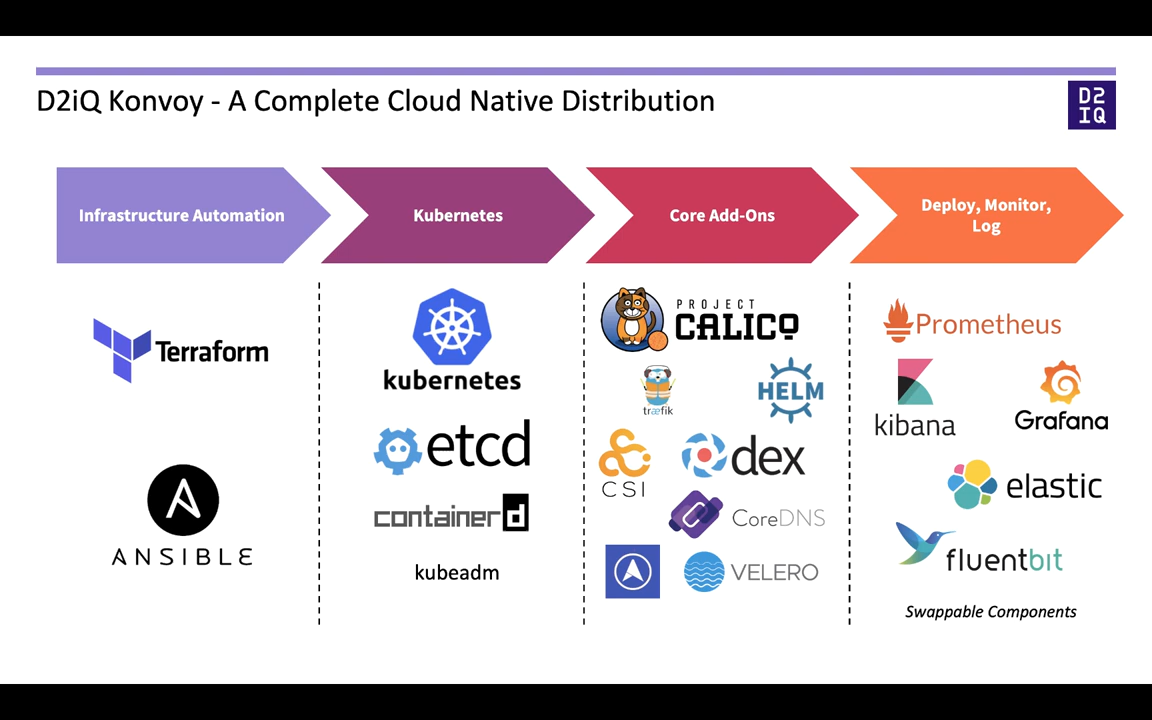 D2iQ Konvoy - A Complete Cloud Native Distribution
D2
IQ
Infrastructure Automation
Kubernetes
Core Add-Ons
Deploy, Monitor,
Log
Terraform
ANSIBLE
kubernetes
etcd
containerd
kubeadm
PROJECT
CALICO
træfik
HELM
CSI
dex
CoreDNS
VELERO
Prometheus
kibana
Grafana
elastic
fluentbit
Swappable Components